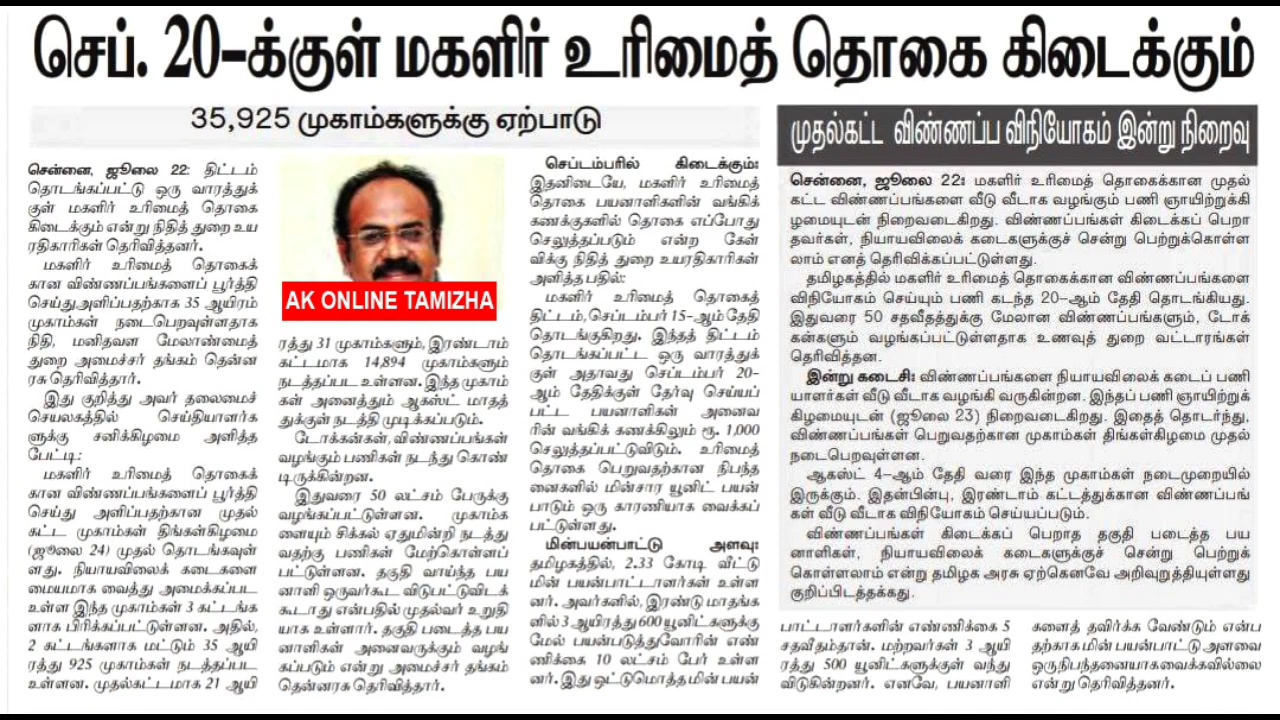 செப். 20-க்குள் மகளிர் உரிமைத் தொகை கிடைக்கும்
35,925 முகாம்களுக்கு ஏற்பாடு
சென்னை, ஜூலை 22: திட்டம்
தொடங்கப்பட்டு ஒரு வாரத்துக்
குள் மகளிர் உரிமைத் தொகை
கிடைக்கும் என்று நிதித் துறை உய
ரதிகாரிகள் தெரிவித்தனர்.
மகளிர் உரிமைத் தொகைக்
கான விண்ணப்பங்களைப் பூர்த்தி
செய்துஅளிப்பதற்காக 35 ஆயிரம்
முகாம்கள் நடைபெறவுள்ளதாக
நிதி, மனிதவள மேலாண்மைத்
துறை அமைச்சர் தங்கம் தென்ன
ரசு தெரிவித்தார்.
இது குறித்து அவர் தலைமைச்
செயலகத்தில் செய்தியாளர்க
ளுக்கு சனிக்கிழமை அளித்த
பேட்டி:
மகளிர் உரிமைத் தொகைக்
கான விண்ணப்பங்களைப் பூர்த்தி
செய்து அளிப்பதற்கான முதல்
கட்ட முகாம்கள் திங்கள்கிழமை
(ஜூலை 24) முதல் தொடங்கவுள்
ளது. நியாயவிலைக் கடைகளை
மையமாக வைத்து அமைக்கப்பட
உள்ள இந்த முகாம்கள் 3 கட்டங்க
ளாக பிரிக்கப்பட்டுள்ளன. அதில்,
2 கட்டங்களாக மட்டும் 35 ஆயி
ரத்து 925 முகாம்கள் நடத்தப்பட
உள்ளன. முதல்கட்டமாக 21 ஆயி
AK ONLINE TAMIZHA
ரத்து 31 முகாம்களும், இரண்டாம்
கட்டமாக 14,894 முகாம்களும்
நடத்தப்பட உள்ளன. இந்த முகாம்
கள் அனைத்தும் ஆகஸ்ட் மாதத்
துக்குள் நடத்தி முடிக்கப்படும்.
டோக்கன்கள், விண்ணப்பங்கள்
வழங்கும் பணிகள் நடந்து கொண்
டிருக்கின்றன.
இதுவரை 50 லட்சம் பேருக்கு
வழங்கப்பட்டுள்ளன. முகாம்க
ளையும் சிக்கல் ஏதுமின்றி நடத்து
வதற்கு பணிகள் மேற்கொள்ளப்
பட்டுள்ளன. தகுதி வாய்ந்த பய
னாளி ஒருவர்கூட விடுபட்டுவிடக்
கூடாது என்பதில் முதல்வர் உறுதி
யாக உள்ளார். தகுதி படைத்த பய
னாளிகள் அனைவருக்கும் வழங்
கப்படும் என்று அமைச்சர் தங்கம்
தென்னரசு தெரிவித்தார்.
செப்டம்பரில் கிடைக்கும்:
இதனிடையே, மகளிர் உரிமைத்
தொகை பயனாளிகளின் வங்கிக்
கணக்குகளில் தொகை எப்போது
செலுத்தப்படும் என்ற கேள்
விக்கு நிதித் துறை உயரதிகாரிகள்
அளித்த பதில்:
மகளிர் உரிமைத் தொகைத்
திட்டம், செப்டம்பர் 15-ஆம் தேதி
தொடங்குகிறது. இந்தத் திட்டம்
தொடங்கப்பட்ட ஒரு வாரத்துக்
குள் அதாவது செப்டம்பர் 20-
ஆம் தேதிக்குள் தேர்வு செய்யப்
பட்ட பயனாளிகள் அனைவ
ரின் வங்கிக் கணக்கிலும் ரூ. 1,000
செலுத்தப்பட்டுவிடும். உரிமைத்
தொகை பெறுவதற்கான நிபந்த
னைகளில் மின்சார யூனிட் பயன்
பாடும் ஒரு காரணியாக வைக்கப்
பட்டுள்ளது.
மின்பயன்பாட்டு அளவு:
தமிழகத்தில், 2.33 கோடி வீட்டு
மின் பயன்பாட்டாளர்கள் உள்ள
னர். அவர்களில், இரண்டு மாதங்க
ளில் 3 ஆயிரத்து 600 யூனிட்களுக்கு
மேல் பயன்படுத்துவோரின் எண்
ணிக்கை 10 லட்சம் பேர் உள்ள
னர். இது ஒட்டுமொத்த மின் பயன்
முதல்கட்ட விண்ணப்ப விநியோகம் இன்று நிறைவு
சென்னை, ஜூலை 22: மகளிர் உரிமைத் தொகைக்கான முதல்
கட்ட விண்ணப்பங்களை வீடு வீடாக வழங்கும் பணி ஞாயிற்றுக்கி
ழமையுடன் நிறைவடைகிறது. விண்ணப்பங்கள் கிடைக்கப் பெறா
தவர்கள், நியாயவிலைக் கடைகளுக்குச் சென்று பெற்றுக்கொள்ள
லாம் எனத் தெரிவிக்கப்பட்டுள்ளது.
தமிழகத்தில் மகளிர் உரிமைத் தொகைக்கான விண்ணப்பங்களை
விநியோகம் செய்யும் பணி கடந்த 20-ஆம் தேதி தொடங்கியது.
இதுவரை 50 சதவீதத்துக்கு மேலான விண்ணப்பங்களும், டோக்
கன்களும் வழங்கப்பட்டுள்ளதாக உணவுத் துறை வட்டாரங்கள்
தெரிவித்தன.
இன்று கடைசி: விண்ணப்பங்களை நியாயவிலைக் கடைப் பணி
யாளர்கள் வீடு வீடாக வழங்கி வருகின்றன. இந்தப் பணி ஞாயிற்றுக்
கிழமையுடன் (ஜூலை 23) நிறைவடைகிறது. இதைத் தொடர்ந்து,
விண்ணப்பங்கள் பெறுவதற்கான முகாம்கள் திங்கள்கிழமை முதல்
நடைபெறவுள்ளன.
ஆகஸ்ட் 4-ஆம் தேதி வரை இந்த முகாம்கள் நடைமுறையில்
இருக்கும். இதன்பின்பு, இரண்டாம் கட்டத்துக்கான விண்ணப்பங்
கள் வீடு வீடாக விநியோகம் செய்யப்படும்.
விண்ணப்பங்கள் கிடைக்கப் பெறாத தகுதி படைத்த பய
னாளிகள், நியாயவிலைக் கடைகளுக்குச் சென்று பெற்றுக்
கொள்ளலாம் என்று தமிழக அரசு ஏற்கெனவே அறிவுறுத்தியுள்ளது
குறிப்பிடத்தக்கது.
பாட்டாளர்களின் எண்ணிக்கை 5
சதவீதம்தான். மற்றவர்கள் 3 ஆயி
ரத்து 500 யூனிட்களுக்குள் வந்து
விடுகின்றனர். எனவே, பயனாளி
களைத் தவிர்க்க வேண்டும் என்ப
தற்காக மின் பயன்பாட்டு அளவை
ஒருநிபந்தனையாகவைக்கவில்லை
என்று தெரிவித்தனர்.